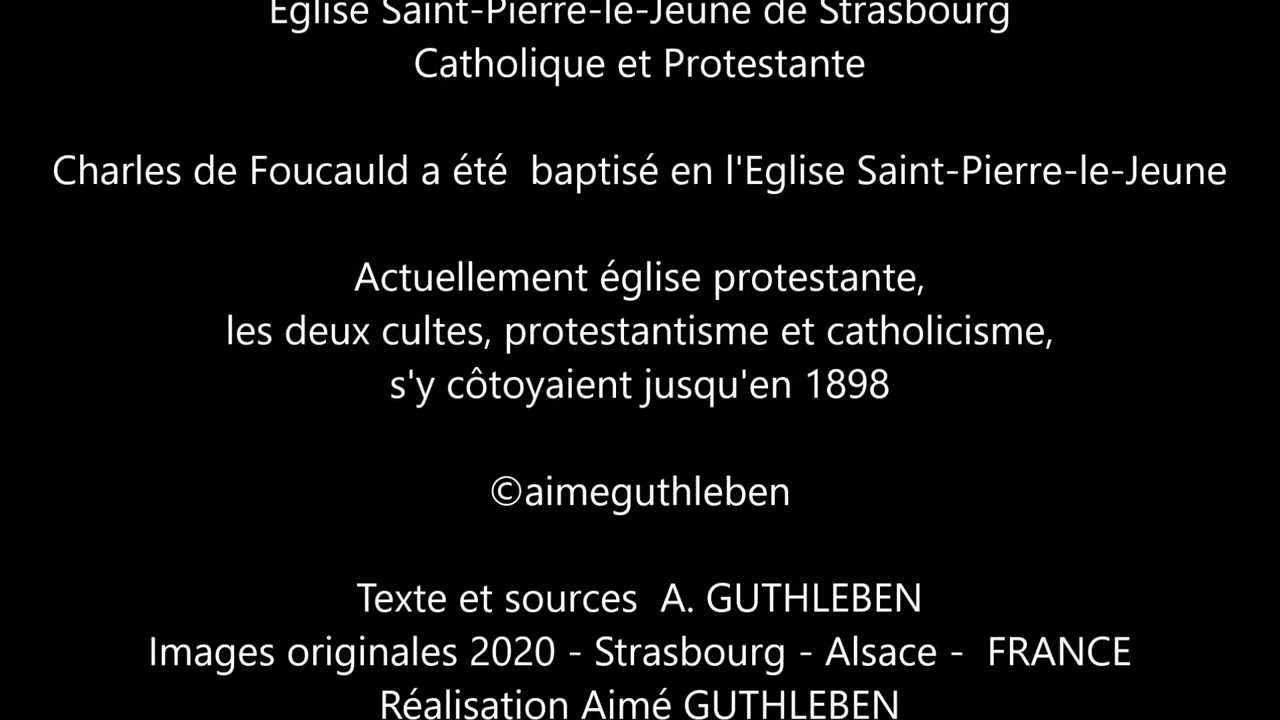 Eglise Saint-Pierre-le-Jeune de Strasbourg
Catholique et Protestante
Charles de Foucauld a été  baptisé en l'Eglise Saint-Pierre-le-Jeune
Actuellement église protestante,
les deux cultes, protestantisme et catholicisme,
s'y côtoyaient jusqu'en 1898
©aimeguthleben
Texte et sources  A. GUTHLEBEN
Images originales 2020 - Strasbourg - Alsace -  FRANCE
Réalisation Aimé GUTHLEBEN